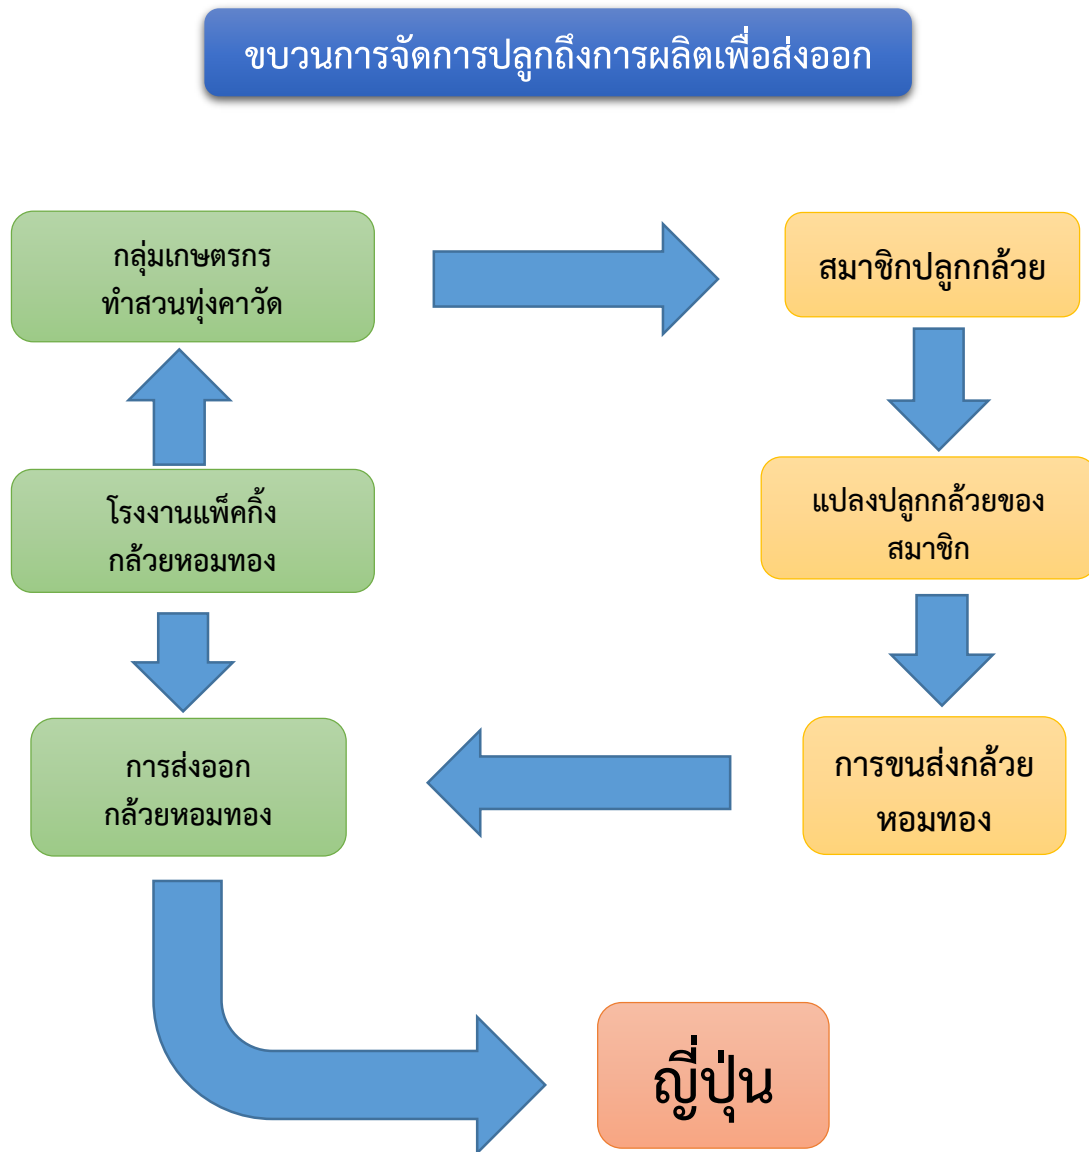 ขบวนการจัดการปลูกถึงการผลิตเพื่อส่งออก
กลุ่มเกษตรกร
ทำสวนทุ่งคาวัด
สมาชิกปลูกกล้วย
โรงงานแพ็คกิ้ง
กล้วยหอมทอง
แปลงปลูกกล้วยของ
สมาชิก
การส่งออก
กล้วยหอมทอง
การขนส่งกล้วย
หอมทอง
ญี่ปุ่น